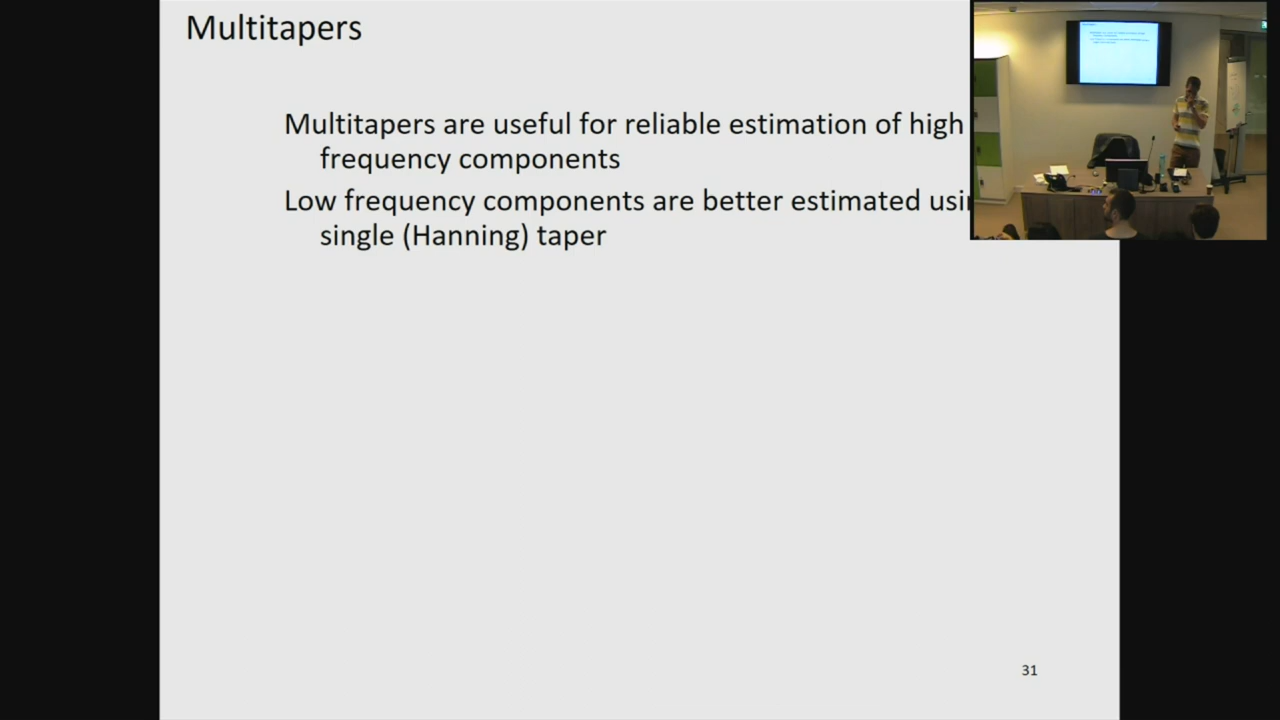 Multitapers
Multitapers are useful for reliable estimation of high
frequency components
Low frequency components are better estimated
single (Hanning) taper
31